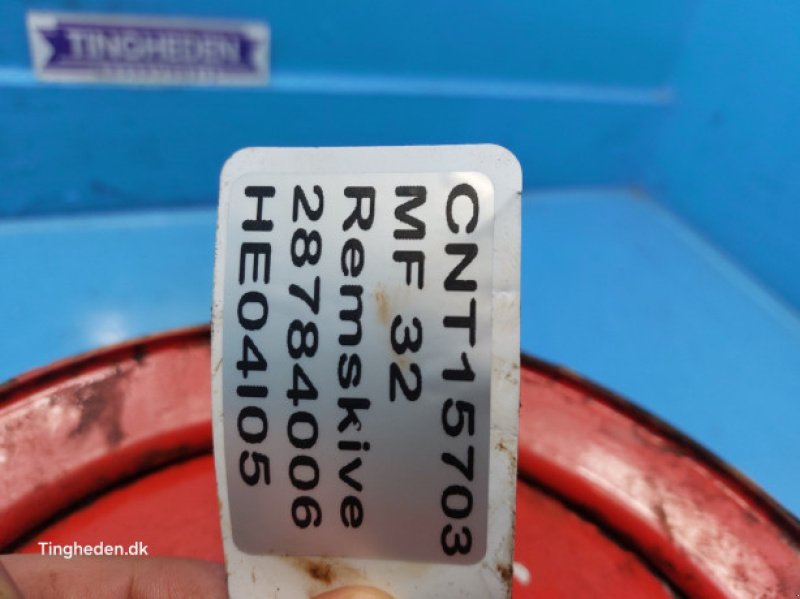 TINGHEDEN
CNT15703
MF 32
Remskive
28784006
HE04I05
Tingheden.dk